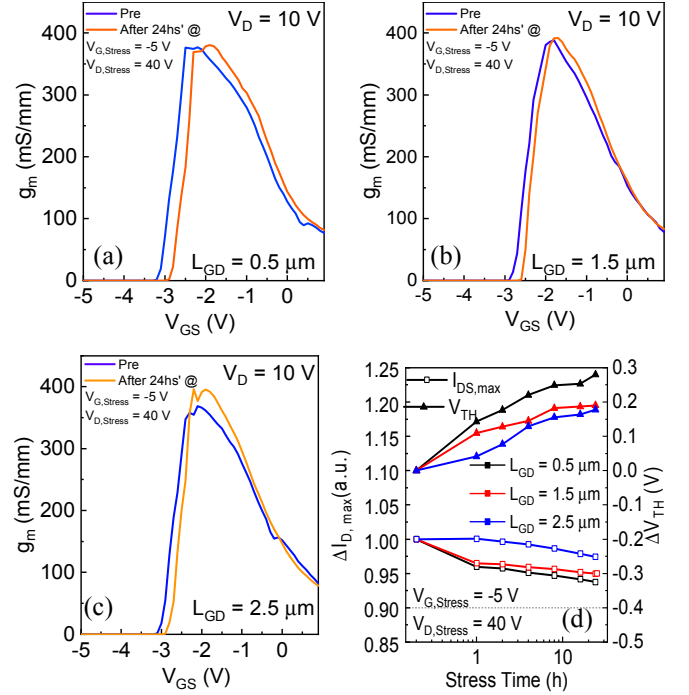 Pre
After 24hs' @
V_G,Stress = -5 V
V_D,Stress = 40 V
V_D = 10 V
400
300
200
100
0
g_m (mS/mm)
(a)
L_GD = 0.5 µm
-5 -4 -3 -2 -1 0
V_GS (V)
Pre
After 24hs' @
V_G,Stress = -5 V
V_D,Stress = 40 V
V_D = 10 V
400
300
200
100
0
g_m (mS/mm)
(b)
L_GD = 1.5 µm
-5 -4 -3 -2 -1 0
V_GS (V)
Pre
After 24hs' @
V_G,Stress = -5 V
V_D,Stress = 40 V
V_D = 10 V
400
300
200
100
0
g_m (mS/mm)
(c)
L_GD = 2.5 µm
-5 -4 -3 -2 -1 0
V_GS (V)
1.25
1.20
1.15
1.10
1.00
0.95
0.90
0.85
ΔI_D, max (a.u.)
I_DS,max
V_TH
L_GD = 0.5 µm
L_GD = 1.5 µm
L_GD = 2.5 µm
V_G,Stress = -5 V
V_D,Stress = 40 V
(d)
0.3
0.2
0.1
0.0
-0.1
-0.2
-0.3
-0.4
-0.5
ΔV_TH (V)
1 10
Stress Time (h)